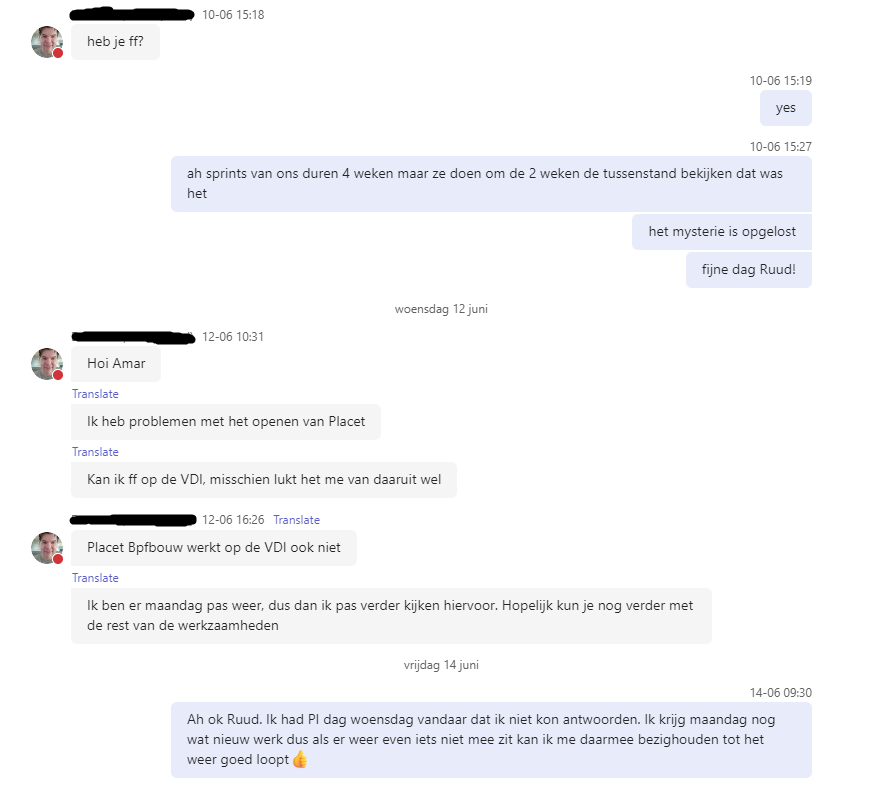 10-06 15:18
heb je ff?
10-06 15:19
yes
10-06 15:27
ah sprints van ons duren 4 weken maar ze doen om de 2 weken de tussenstand bekijken dat was
het
het mysterie is opgelost
fijne dag Ruud!
woensdag 12 juni
12-06 10:31
Hoi Amar
Translate
Ik heb problemen met het openen van Placet
Translate
Kan ik ff op de VDI, misschien lukt het me van daaruit wel
12-06 16:26 Translate
Placet Bpfbouw werkt op de VDI ook niet
Translate
Ik ben er maandag pas weer, dus dan ik pas verder kijken hiervoor. Hopelijk kun je nog verder met
de rest van de werkzaamheden
vrijdag 14 juni
14-06 09:30
Ah ok Ruud. Ik had PI dag woensdag vandaar dat ik niet kon antwoorden. Ik krijg maandag nog
wat nieuw werk dus als er weer even iets niet mee zit kan ik me daarmee bezighouden tot het
weer goed loopt 👍